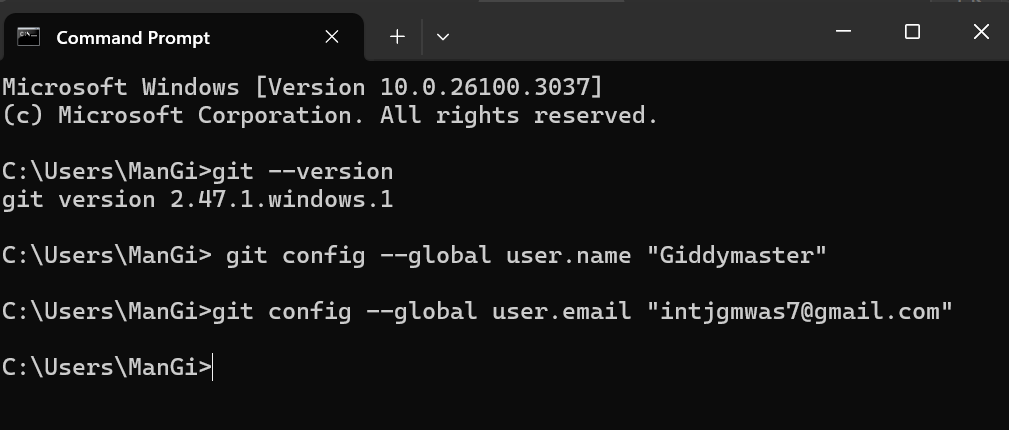 Command Prompt
Microsoft Windows [Version 10.0.26100.3037]
(c) Microsoft Corporation. All rights reserved.
C:\Users\ManGi>git --version
git version 2.47.1.windows.1
C:\Users\ManGi> git config --global user.name "Giddymaster"
C:\Users\ManGi>git config --global user.email "intjgmwas7@gmail.com"
C:\Users\ManGi>